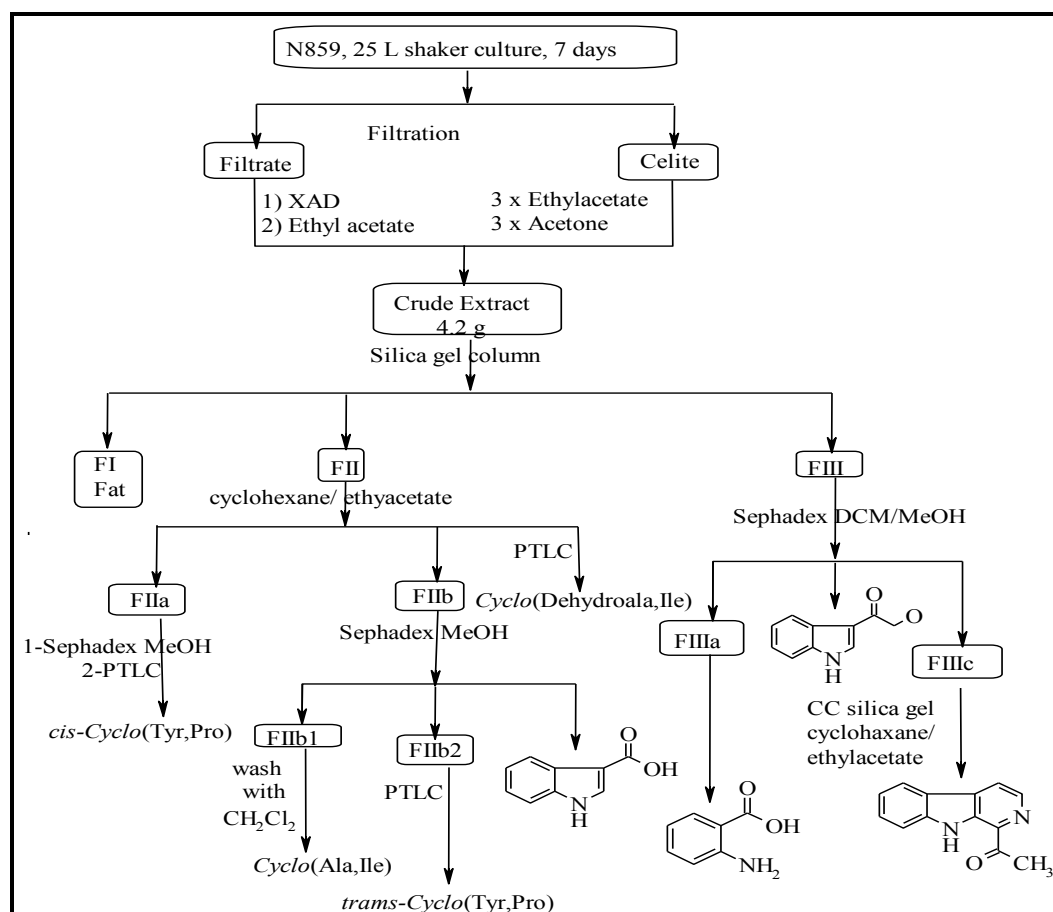 N859, 25 L shaker culture, 7 days
Filtration
Filtrate
Celite
1) XAD
2) Ethyl acetate
3 x Ethylacetate
3 x Acetone
Crude Extract
4.2 g
Silica gel column
FI
Fat
FII
FIII
cyclohexane/ ethyacetate
Sephadex DCM/MeOH
PTLC
FIIa
FIIb
Cyclo(Dehydroala,Ile)
1-Sephadex MeOH
2-PTLC
Sephadex MeOH
FIIIa
O
O
N
H
FIIIc
cis-Cyclo(Tyr,Pro)
FIIb1
FIIb2
O
OH
N
H
CC silica gel
cyclohaxane/
ethylacetate
wash
with
CH2Cl2
PTLC
O
OH
NH2
N
N
H
O
CH3
Cyclo(Ala,Ile)
trams-Cyclo(Tyr,Pro)